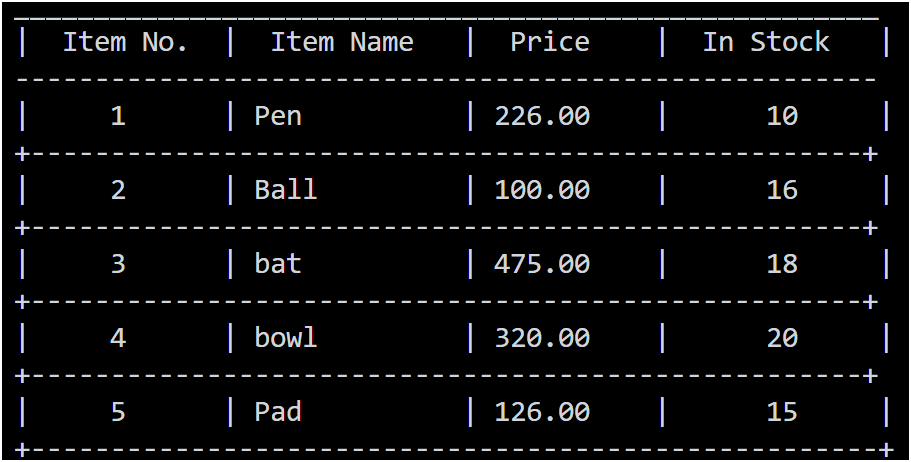 | Item No. | Item Name | Price | In Stock |
| 1 | Pen | 226.00 | 10 |
| 2 | Ball | 100.00 | 16 |
| 3 | bat | 475.00 | 18 |
| 4 | bowl | 320.00 | 20 |
| 5 | Pad | 126.00 | 15 |